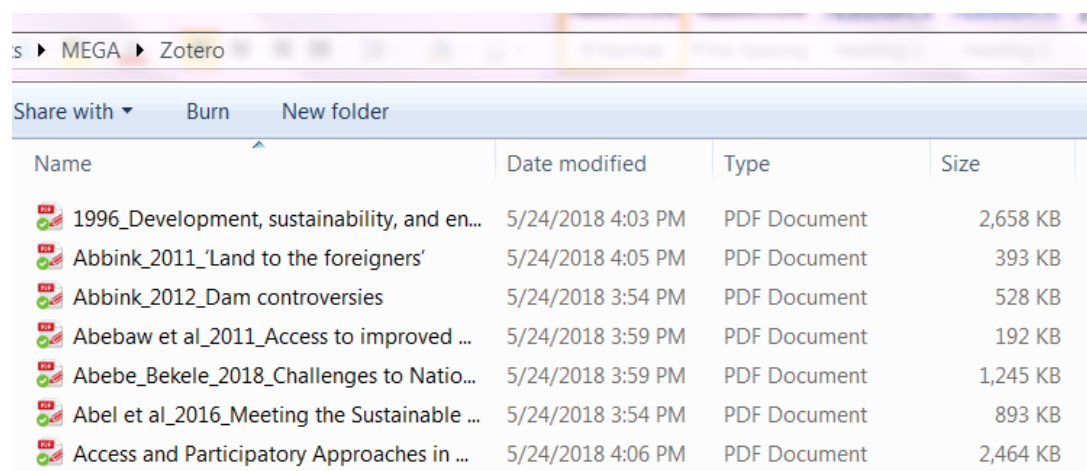 s ▸ MEGA ▸ Zotero
Share with ▾ Burn New folder
Name Date modified Type Size
1996_Development, sustainability, and en... 5/24/2018 4:03 PM PDF Document 2,658 KB
Abbink_2011_‘Land to the foreigners’ 5/24/2018 4:05 PM PDF Document 393 KB
Abbink_2012_Dam controversies 5/24/2018 3:54 PM PDF Document 528 KB
Abebaw et al_2011_Access to improved ... 5/24/2018 3:59 PM PDF Document 192 KB
Abebe_Bekele_2018_Challenges to Natio... 5/24/2018 3:59 PM PDF Document 1,245 KB
Abel et al_2016_Meeting the Sustainable ... 5/24/2018 3:54 PM PDF Document 893 KB
Access and Participatory Approaches in ... 5/24/2018 4:06 PM PDF Document 2,464 KB